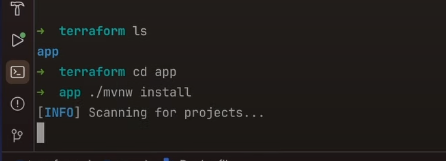 → terraform ls
app
→ terraform cd app
→ app ./mvnw install
[INFO] Scanning for projects...